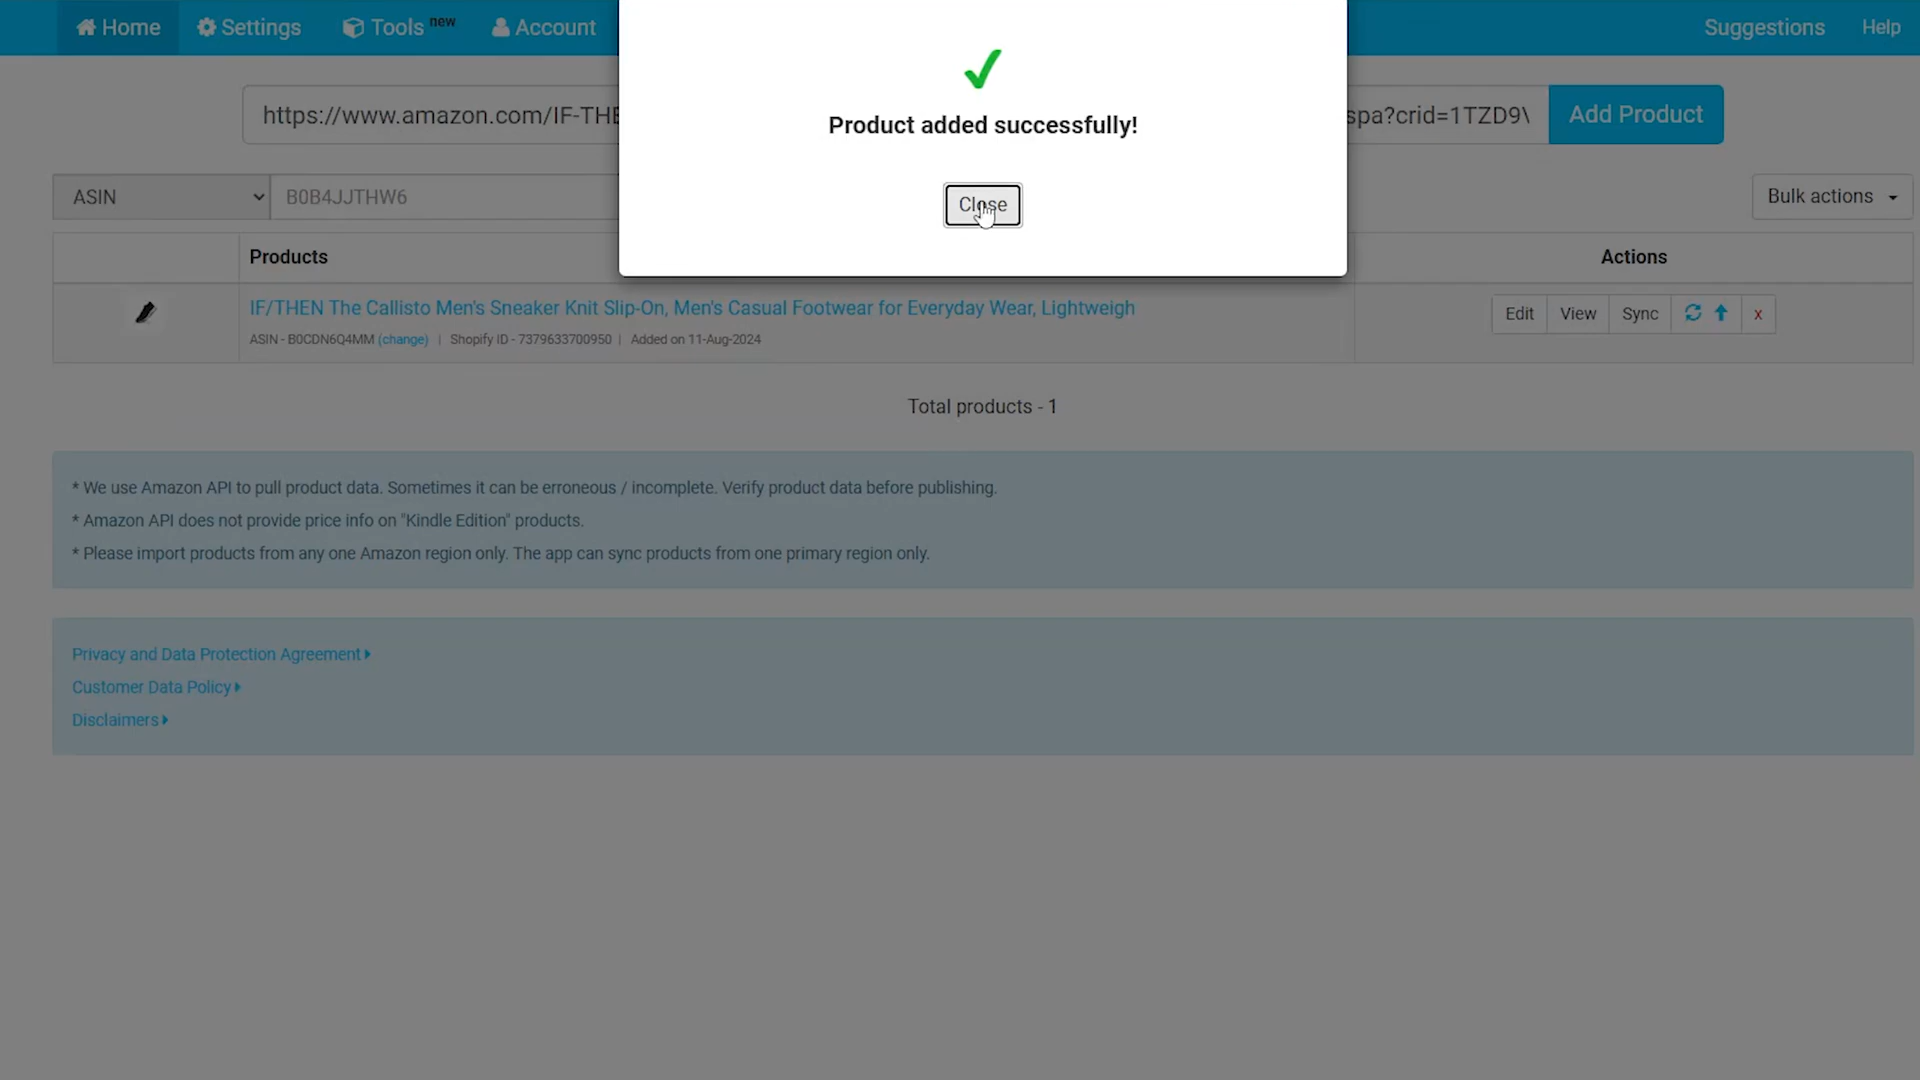 Home Settings Tools new Account Suggestions Help
Product added successfully!
Close
https://www.amazon.com/IF-THE spa?crid=1TZD9\ Add Product
ASIN B0B4JJTHW6 Bulk actions
Products Actions
IF/THEN The Callisto Men's Sneaker Knit Slip-On, Men's Casual Footwear for Everyday Wear, Lightweigh
ASIN - B0CDN6Q4MM (change) | Shopify ID - 7379633700950 | Added on 11-Aug-2024
Edit View Sync x
Total products - 1
* We use Amazon API to pull product data. Sometimes it can be erroneous / incomplete. Verify product data before publishing.
* Amazon API does not provide price info on "Kindle Edition" products.
* Please import products from any one Amazon region only. The app can sync products from one primary region only.
Privacy and Data Protection Agreement
Customer Data Policy
Disclaimers